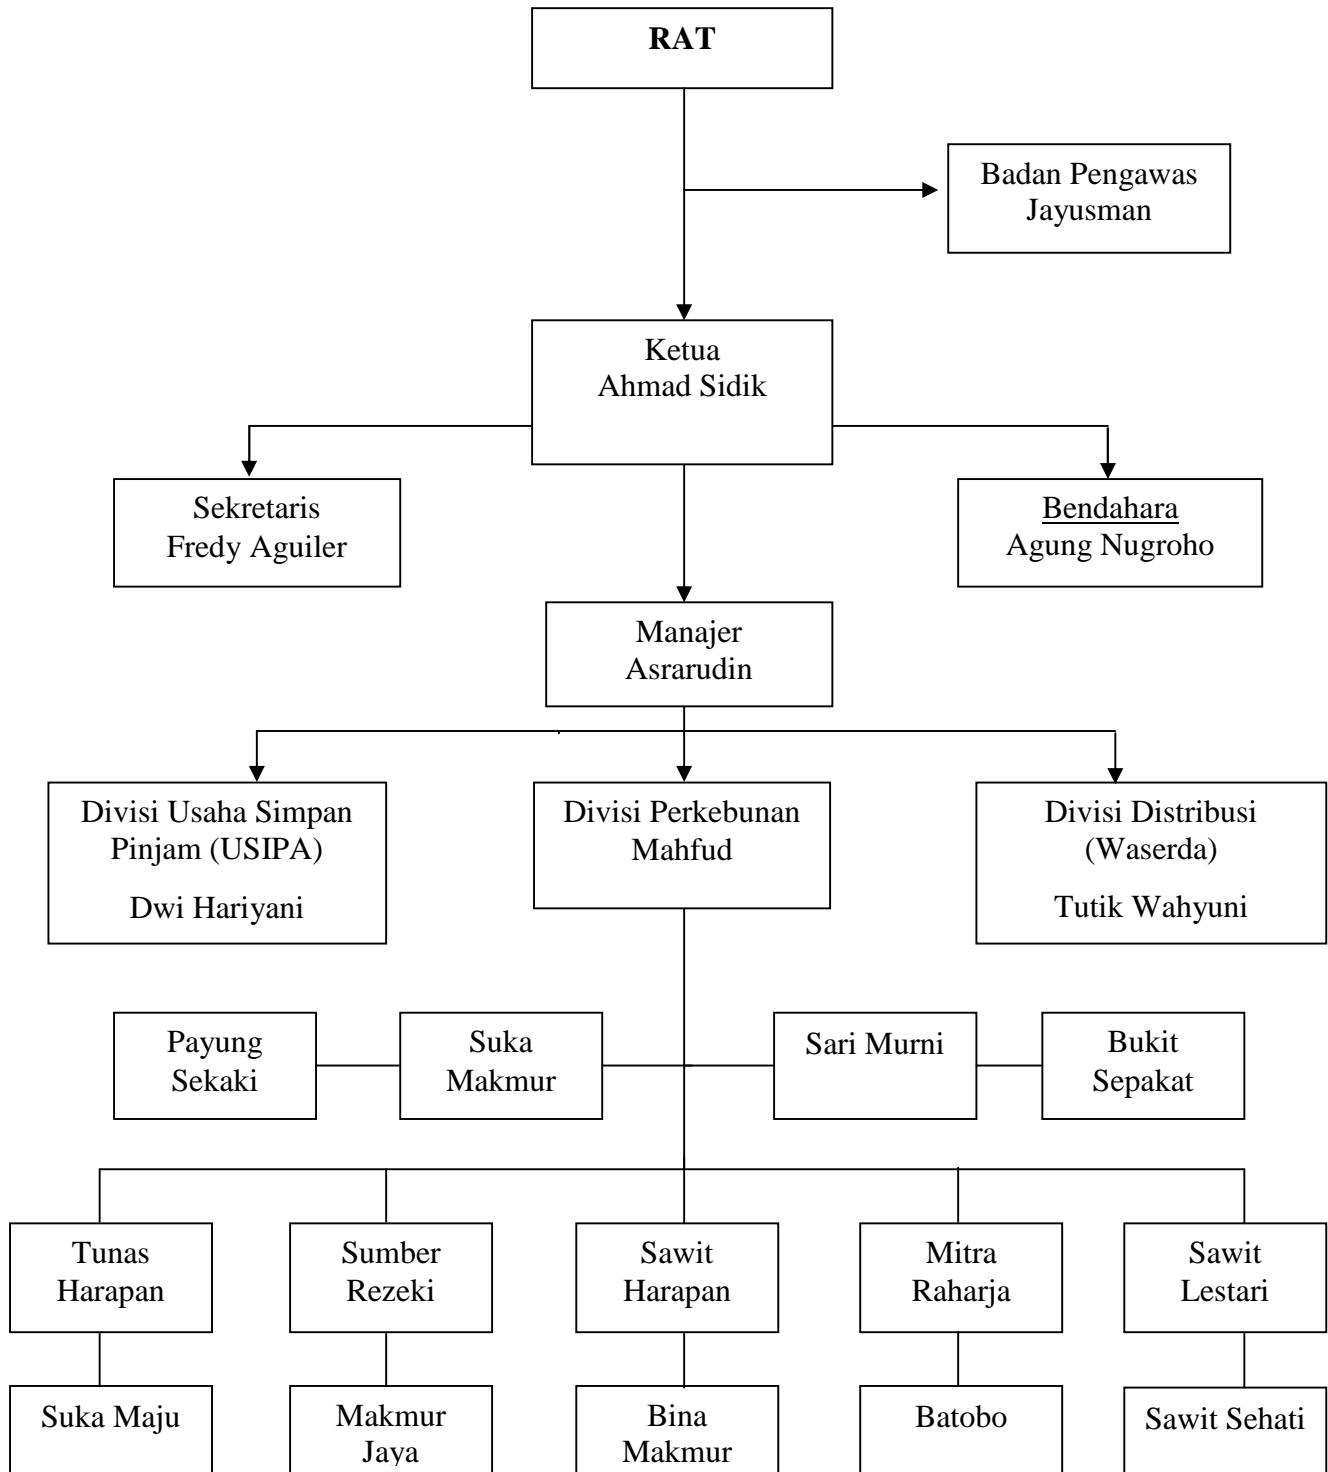 RAT
Badan Pengawas
Jayusman
Ketua
Ahmad Sidik
Sekretaris
Fredy Aguiler
Bendahara
Agung Nugroho
Manajer
Asrarudin
Divisi Usaha Simpan
Pinjam (USIPA)
Dwi Hariyani
Divisi Perkebunan
Mahfud
Divisi Distribusi
(Waserda)
Tutik Wahyuni
Payung
Sekaki
Suka
Makmur
Sari Murni
Bukit
Sepakat
Tunas
Harapan
Sumber
Rezeki
Sawit
Harapan
Mitra
Raharja
Sawit
Lestari
Suka Maju
Makmur
Jaya
Bina
Makmur
Batobo
Sawit Sehati